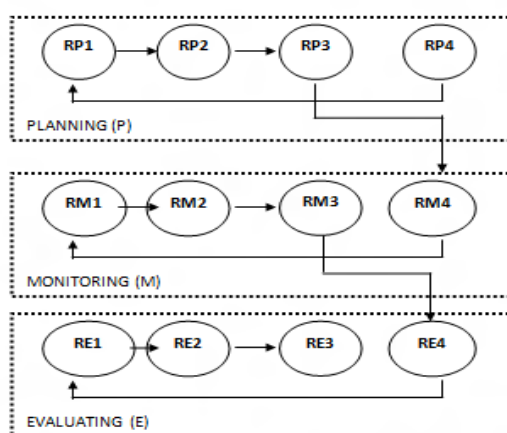 RP1 RP2 RP3 RP4
PLANNING (P)
RM1 RM2 RM3 RM4
MONITORING (M)
RE1 RE2 RE3 RE4
EVALUATING (E)